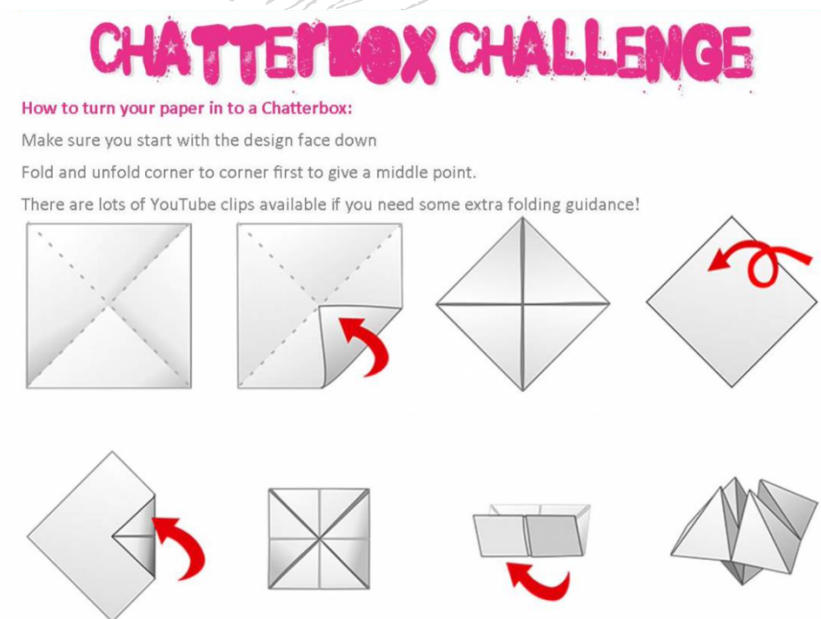 CHATTERBOX CHALLENGE
How to turn your paper in to a Chatterbox:
Make sure you start with the design face down
Fold and unfold corner to corner first to give a middle point.
There are lots of YouTube clips available if you need some extra folding guidance!